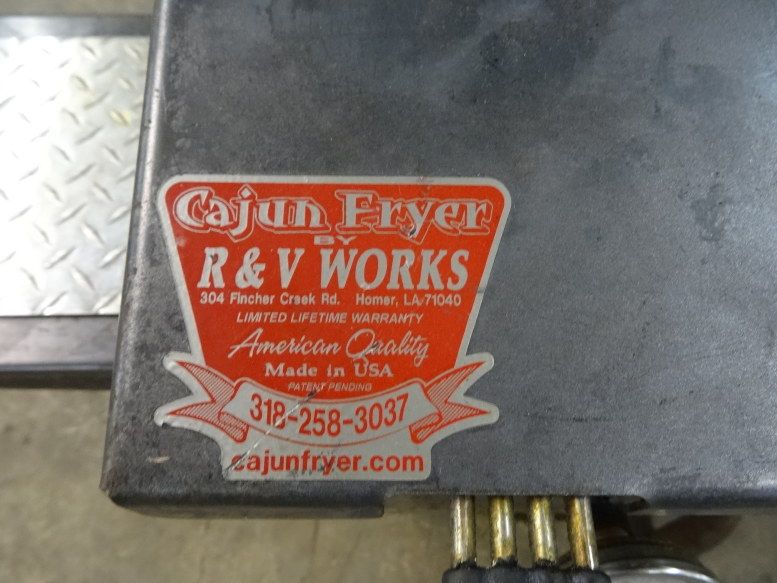 Cajun Fryer
BY
R & V WORKS
304 Fincher Crsek Rd. Homer, LA 71040
LIMITED LIFETIME WARRANTY
American Quality
Made in USA
PATENT PENDING
318-258-3037
cajunfryer.com